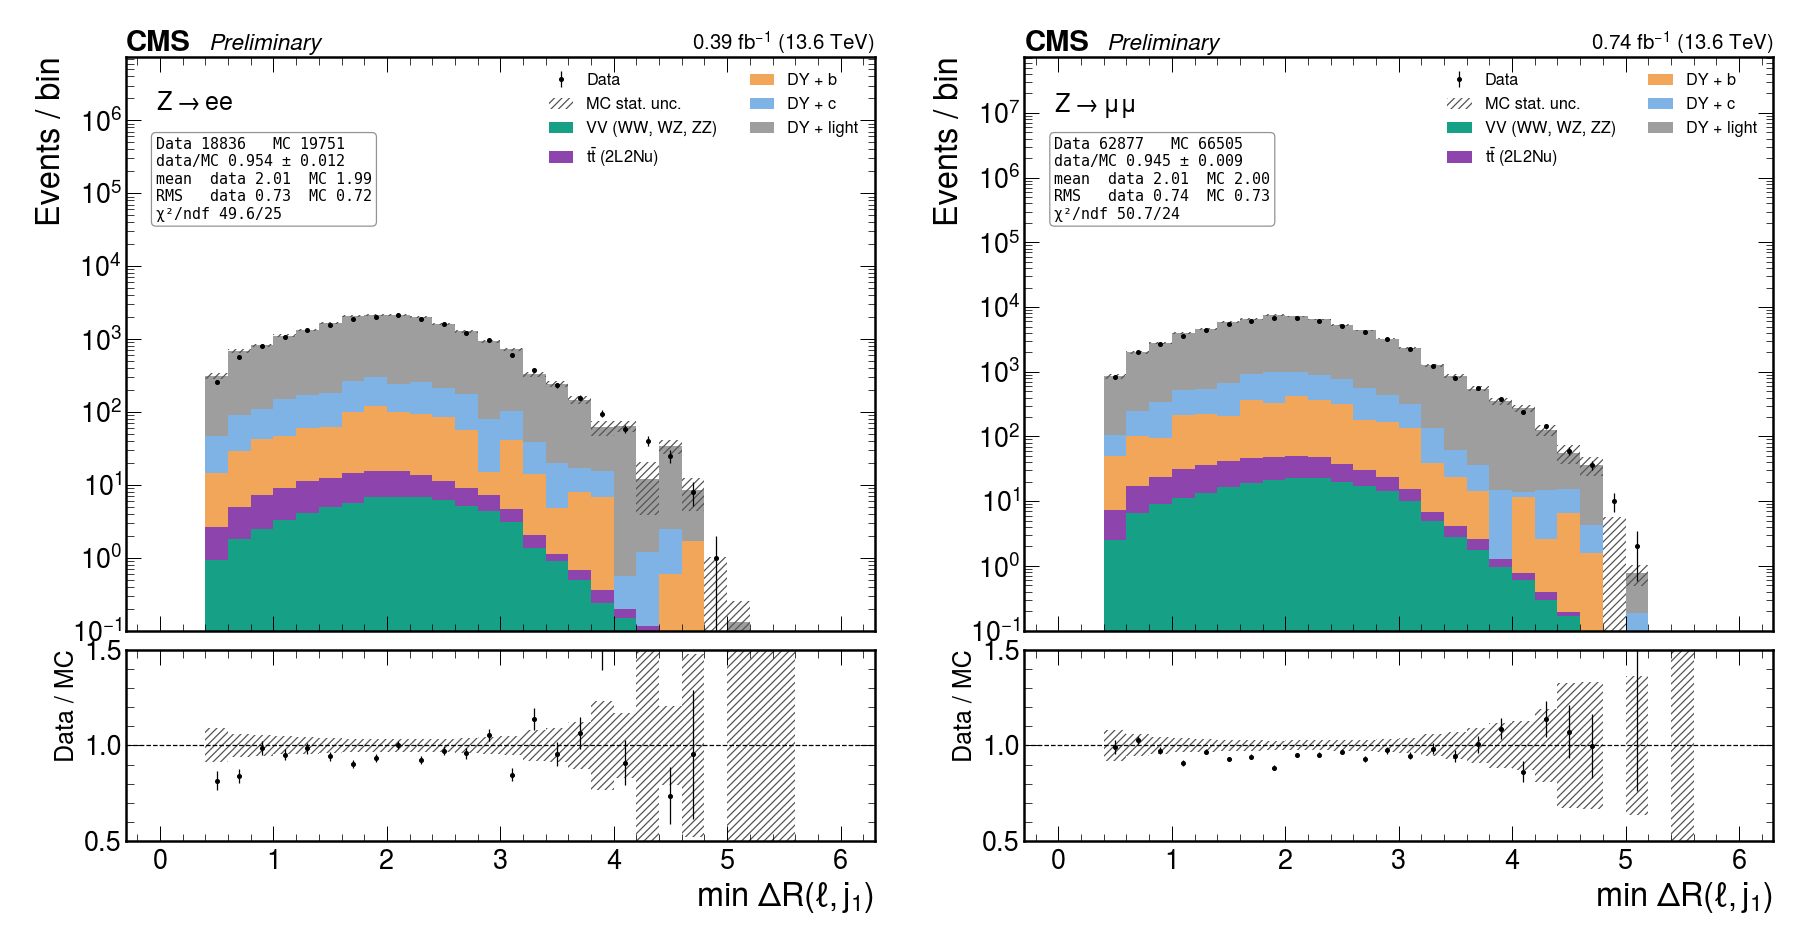 CMS Preliminary 0.39 fb⁻¹ (13.6 TeV)
Events / bin
Z → ee
Data
MC stat. unc.
VV (WW, WZ, ZZ)
tt̄ (2L2Nu)
DY + b
DY + c
DY + light
Data 18836 MC 19751
data/MC 0.954 ± 0.012
mean data 2.01 MC 1.99
RMS data 0.73 MC 0.72
χ²/ndf 49.6/25
10⁶
10⁵
10⁴
10³
10²
10¹
10⁰
10⁻¹
Data / MC
1.5
1.0
0.5
0 1 2 3 4 5 6
min ΔR(ℓ, j₁)
CMS Preliminary 0.74 fb⁻¹ (13.6 TeV)
Events / bin
Z → μμ
Data
MC stat. unc.
VV (WW, WZ, ZZ)
tt̄ (2L2Nu)
DY + b
DY + c
DY + light
Data 62877 MC 66505
data/MC 0.945 ± 0.009
mean data 2.01 MC 2.00
RMS data 0.74 MC 0.73
χ²/ndf 50.7/24
10⁷
10⁶
10⁵
10⁴
10³
10²
10¹
10⁰
10⁻¹
Data / MC
1.5
1.0
0.5
0 1 2 3 4 5 6
min ΔR(ℓ, j₁)